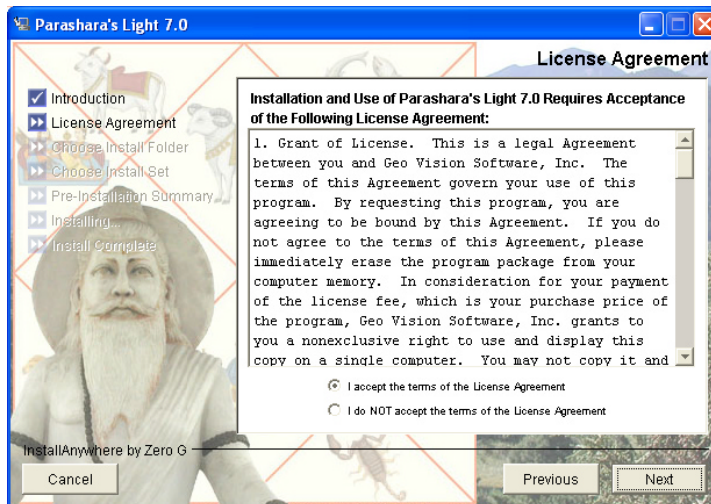 Parashara's Light 7.0
License Agreement
Introduction
License Agreement
Choose Install Folder
Choose Install Set
Pre-Installation Summary
Installing...
Install Complete
Installation and Use of Parashara's Light 7.0 Requires Acceptance
of the Following License Agreement:
1. Grant of License.  This is a legal Agreement
between you and Geo Vision Software, Inc.  The
terms of this Agreement govern your use of this
program.  By requesting this program, you are
agreeing to be bound by this Agreement.  If you do
not agree to the terms of this Agreement, please
immediately erase the program package from your
computer memory.  In consideration for your payment
of the license fee, which is your purchase price of
the program, Geo Vision Software, Inc. grants to
you a nonexclusive right to use and display this
copy on a single computer.  You may not copy it and
I accept the terms of the License Agreement
I do NOT accept the terms of the License Agreement
InstallAnywhere by Zero G
Cancel
Previous
Next